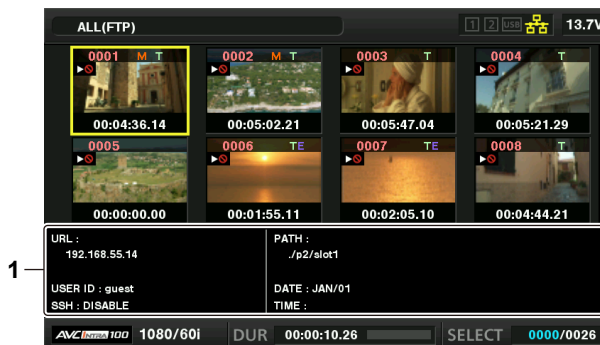 ALL(FTP) 1 2 USB 13.7V
0001 M T 0002 M T 0003 T 0004 T
00:04:36.14 00:05:02.21 00:05:47.04 00:05:21.29
0005 0006 TE 0007 TE 0008 T
00:00:00.00 00:01:55.11 00:02:05.10 00:04:44.21
1
URL :
192.168.55.14
USER ID : guest
SSH : DISABLE
PATH :
./p2/slot1
DATE : JAN/01
TIME :
AVC INTRA 100 1080/60i DUR 00:00:10.26 SELECT 0000/0026